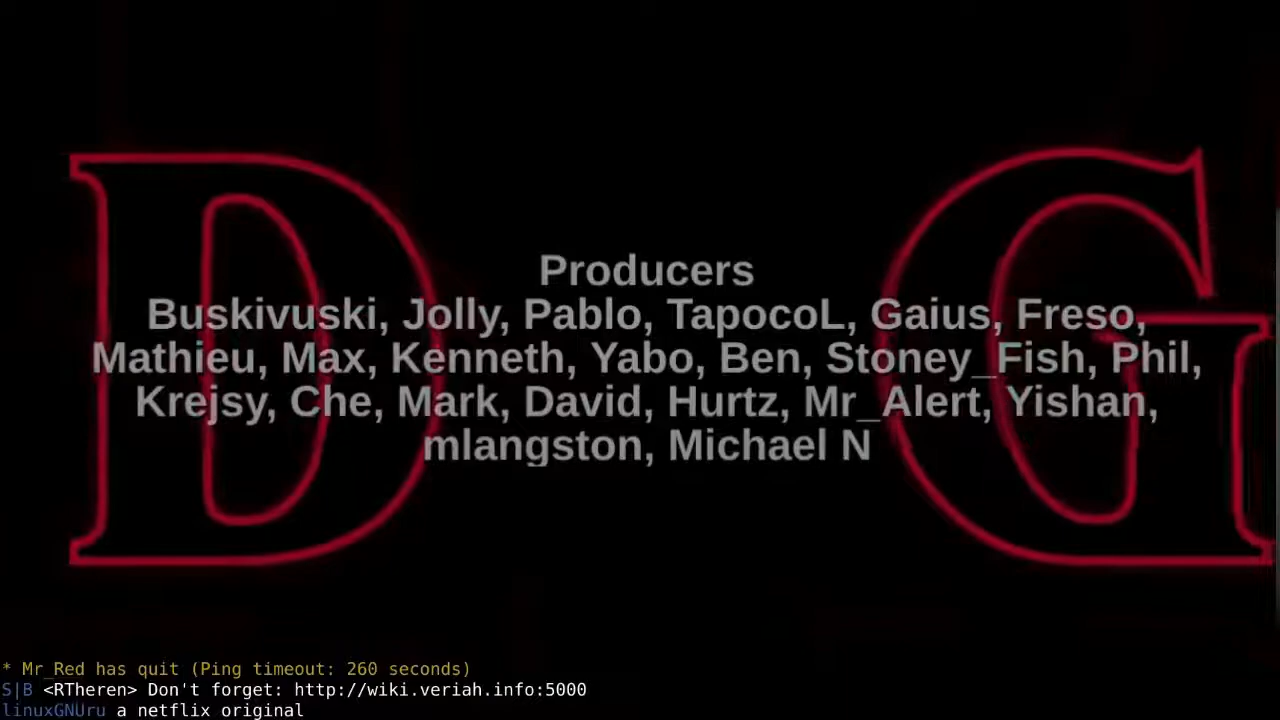 D G
Producers
Buskivuski, Jolly, Pablo, TapocoL, Gaius, Freso,
Mathieu, Max, Kenneth, Yabo, Ben, Stoney_Fish, Phil,
Krejsy, Che, Mark, David, Hurtz, Mr_Alert, Yishan,
mlangston, Michael N
* Mr_Red has quit (Ping timeout: 260 seconds)
S|B <RTheren> Don't forget: http://wiki.veriah.info:5000
linuxGNUru a netflix original